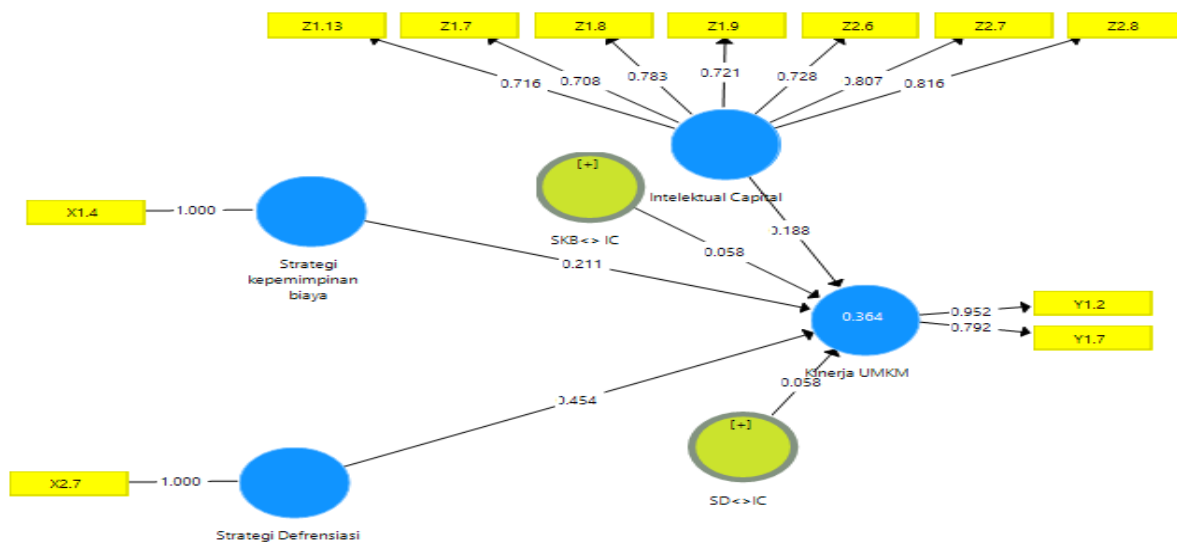 Z1.13
Z1.7
Z1.8
Z1.9
Z2.6
Z2.7
Z2.8
0.716
0.708
0.783
0.721
0.728
0.807
0.816
[+]
Intelektual Capital
X1.4
1.000
SKB<> IC
0.188
0.058
Strategi
kepemimpinan
biaya
0.211
0.364
0.952
Y1.2
0.792
Y1.7
Kinerja UMKM
0.058
0.454
[+]
X2.7
1.000
SD<>IC
Strategi Defrensiasi